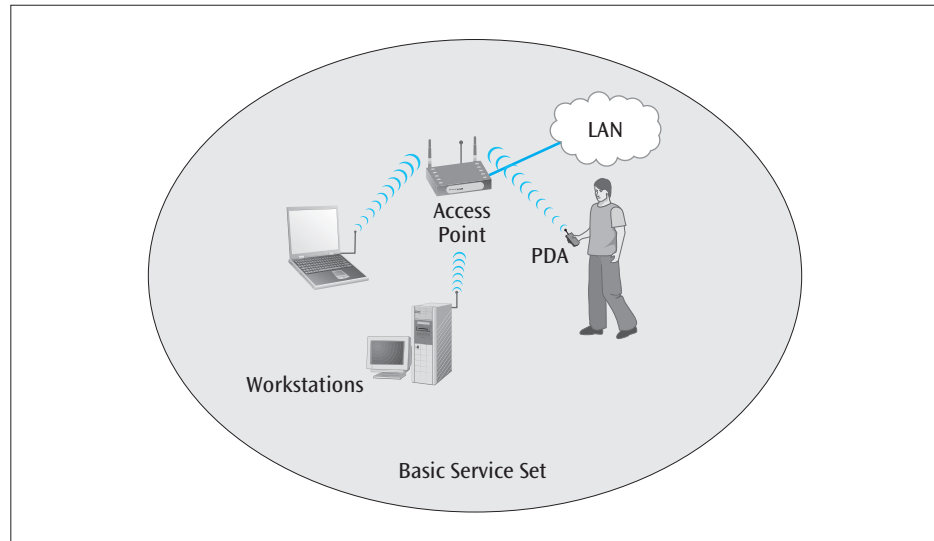 LAN
Access
Point
PDA
Workstations
Basic Service Set